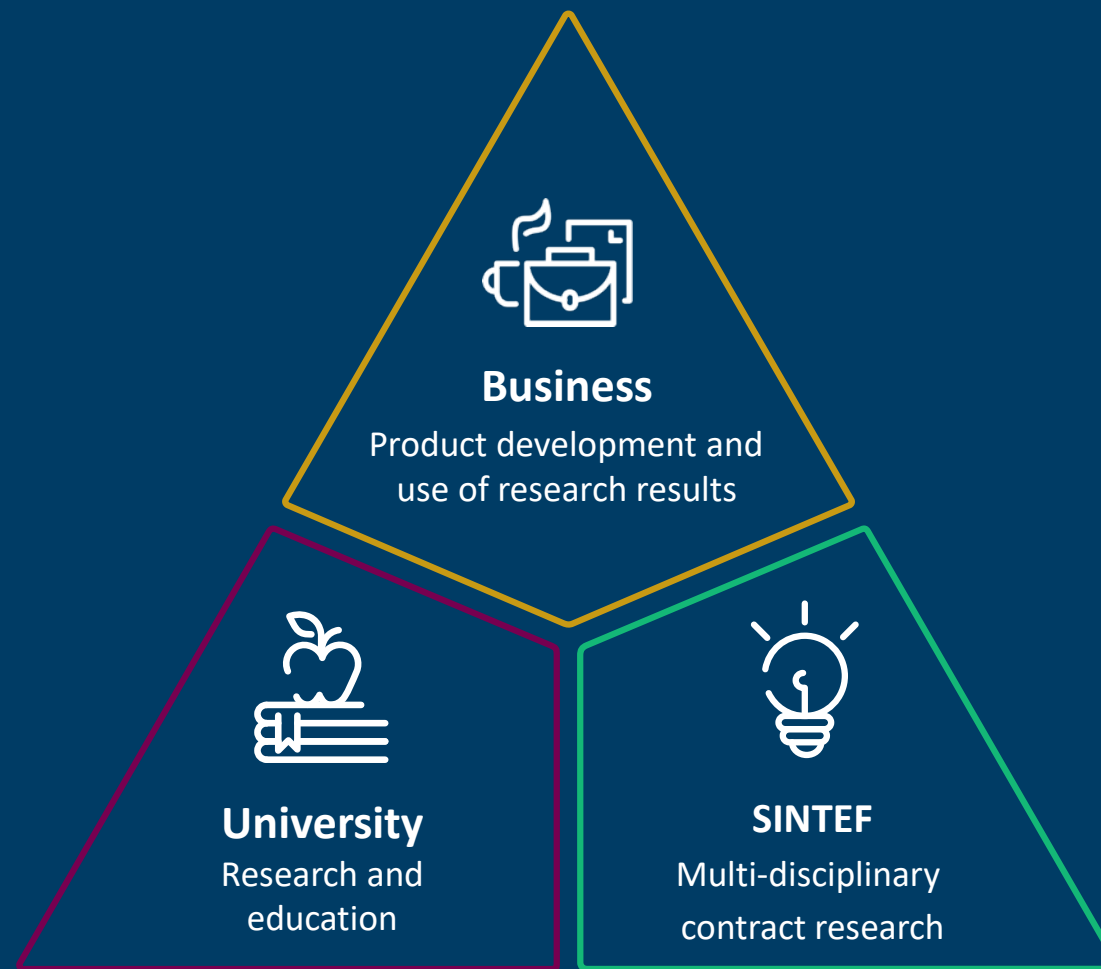 Business
Product development and
use of research results
University
Research and
education
SINTEF
Multi-disciplinary
contract research